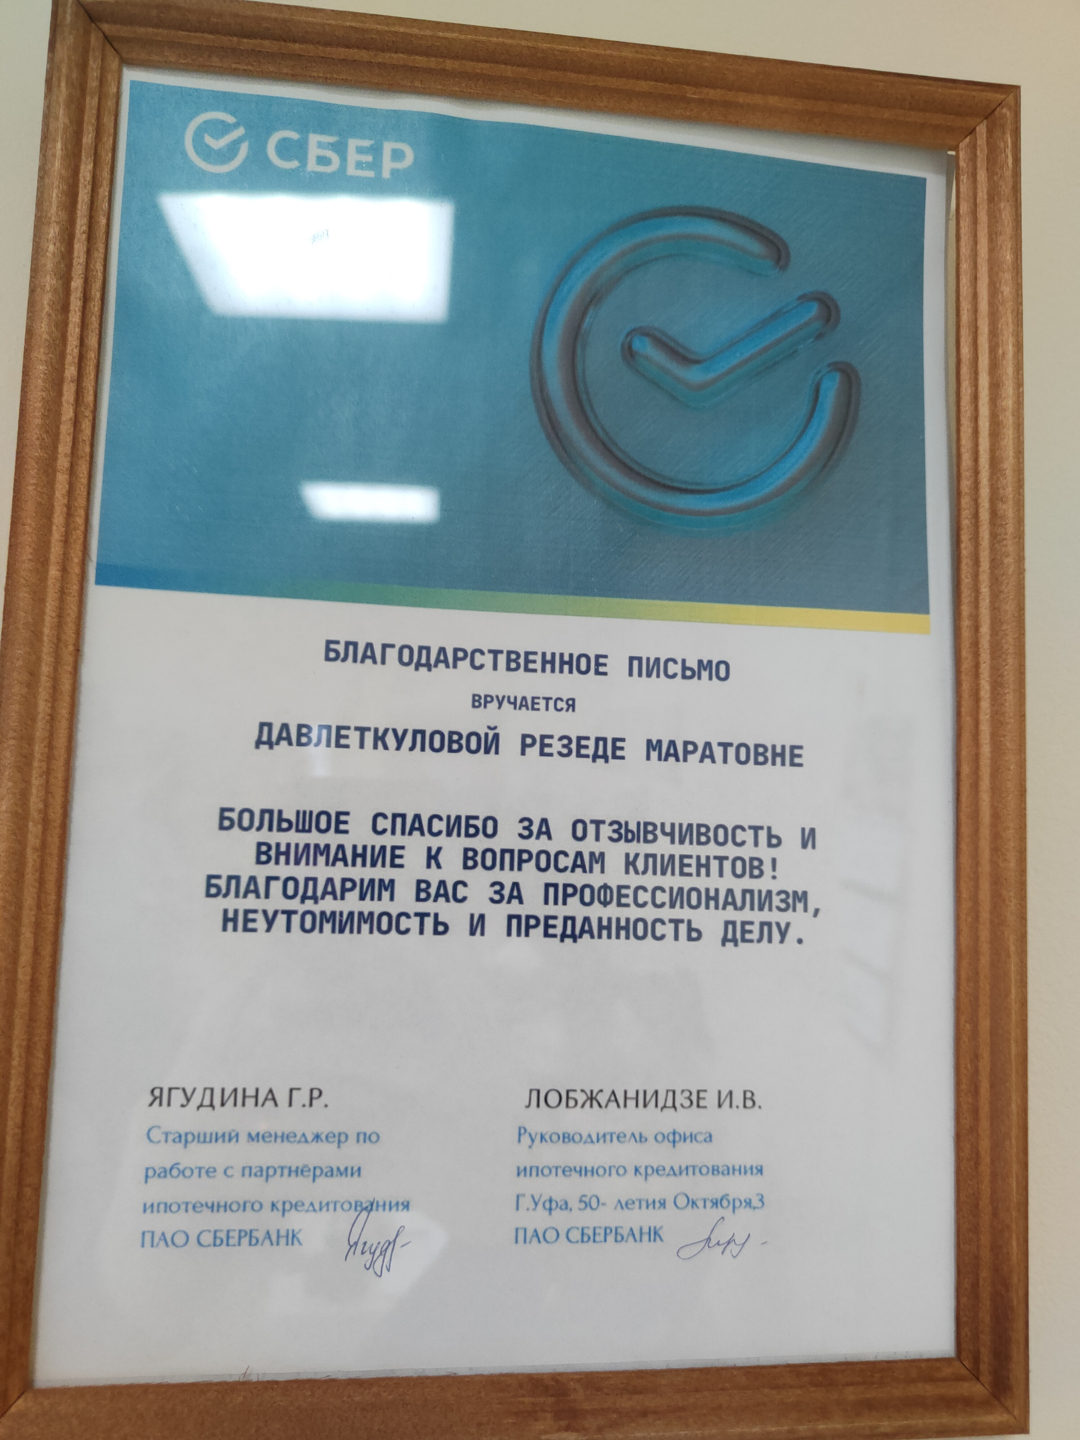 СБЕР
БЛАГОДАРСТВЕННОЕ ПИСЬМО
ВРУЧАЕТСЯ
ДАВЛЕТКУЛОВОЙ РЕЗЕДЕ МАРАТОВНЕ
БОЛЬШОЕ СПАСИБО ЗА ОТЗЫВЧИВОСТЬ И
ВНИМАНИЕ К ВОПРОСАМ КЛИЕНТОВ!
БЛАГОДАРИМ ВАС ЗА ПРОФЕССИОНАЛИЗМ,
НЕУТОМИМОСТЬ И ПРЕДАННОСТЬ ДЕЛУ.
ЯГУДИНА Г.Р.
Старший менеджер по
работе с партнёрами
ипотечного кредитования
ПАО СБЕРБАНК
ЛОБЖАНИДЗЕ И.В.
Руководитель офиса
ипотечного кредитования
Г.Уфа, 50- летия Октября,3
ПАО СБЕРБАНК